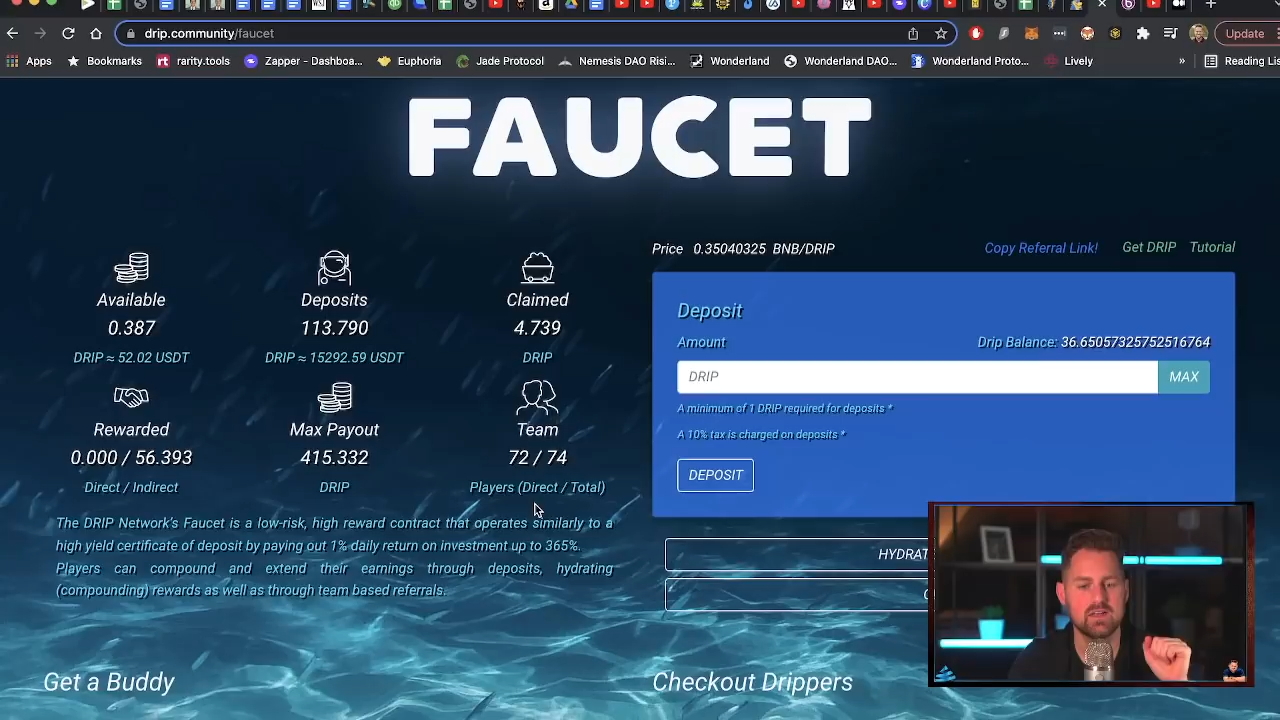 drip.community/faucet
Update
Apps
Bookmarks
rarity.tools
Zapper - Dashboa...
Euphoria
Jade Protocol
Nemesis DAO Risi...
Wonderland
Wonderland DAO...
Wonderland Proto...
Lively
»
Reading
FAUCET
Price 0.35040325 BNB/DRIP
Copy Referral Link!
Get DRIP
Tutorial
Available
0.387
DRIP ≈ 52.02 USDT
Deposits
113.790
DRIP ≈ 15292.59 USDT
Claimed
4.739
DRIP
Rewarded
0.000 / 56.393
Direct / Indirect
Max Payout
415.332
DRIP
Team
72 / 74
Players (Direct / Total)
The DRIP Network's Faucet is a low-risk, high reward contract that operates similarly to a
high yield certificate of deposit by paying out 1% daily return on investment up to 365%.
Players can compound and extend their earnings through deposits, hydrating
(compounding) rewards as well as through team based referrals.
Deposit
Amount
Drip Balance: 36.65057325752516764
DRIP
MAX
A minimum of 1 DRIP required for deposits *
A 10% tax is charged on deposits *
DEPOSIT
HYDRAT
Get a Buddy
Checkout Drippers